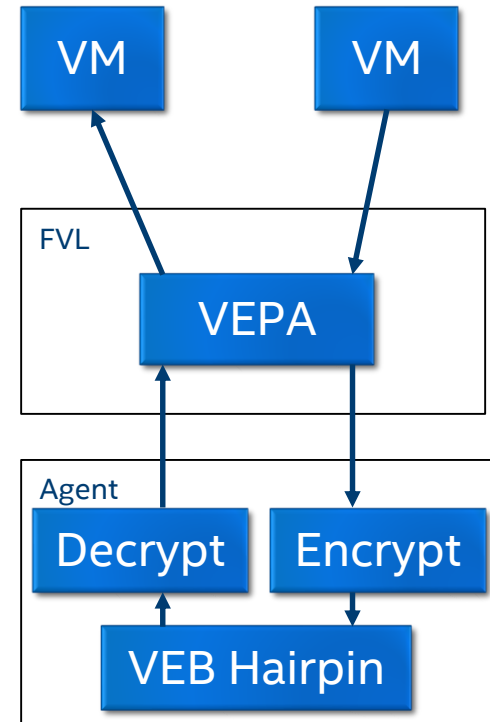 VM
VM
FVL
VEPA
Agent
Decrypt
Encrypt
VEB Hairpin